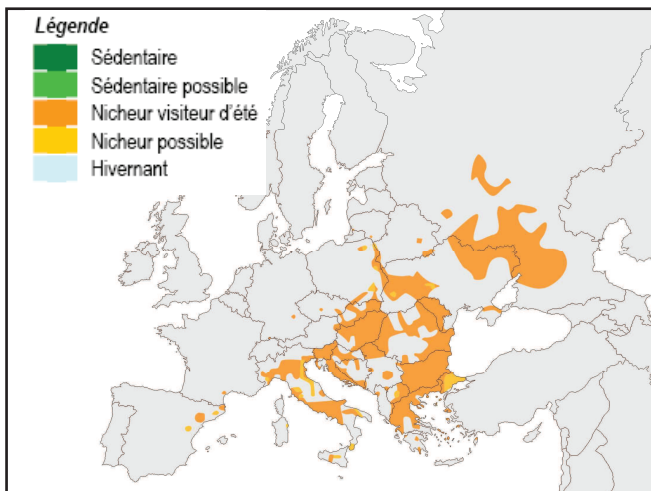 Légende
Sédentaire
Sédentaire possible
Nicheur visiteur d'été
Nicheur possible
Hivernant